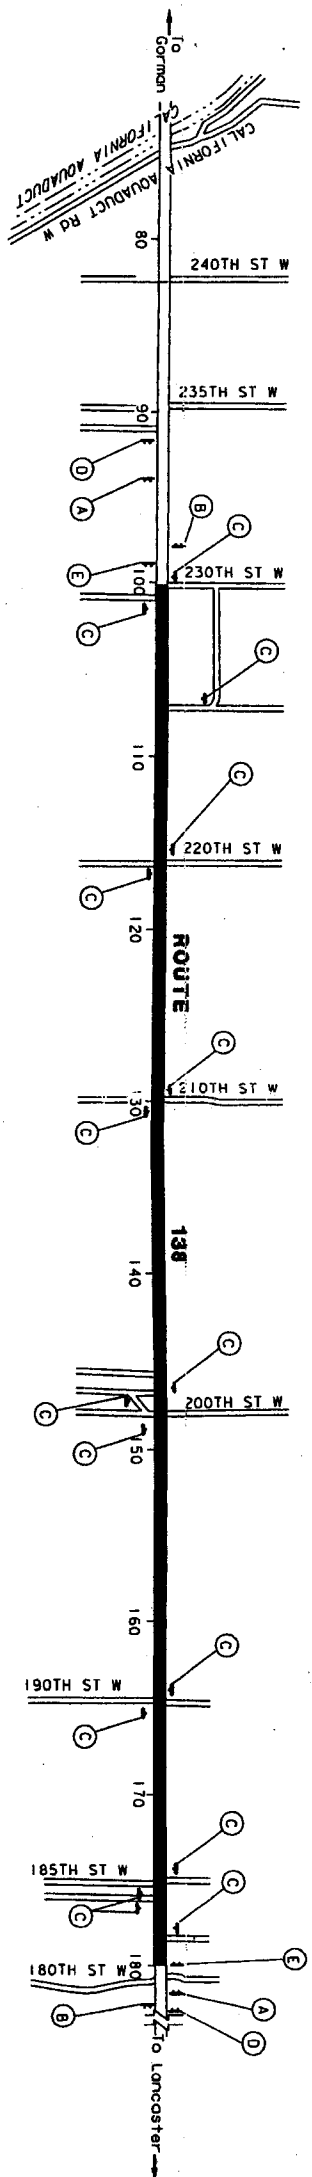 To
Gorman
CALIFORNIA AQUADUCT
CALIFORNIA AQUADUCT Rd W
80
240TH ST W
235TH ST W
90
D
A
B
C
E
230TH ST W
100
C
C
110
C
220TH ST W
C
120
ROUTE
C
210TH ST W
130
C
138
140
C
C
200TH ST W
C
150
160
C
190TH ST W
C
170
C
185TH ST W
C
C
E
180TH ST W
180
A
B
D
To Lancaster